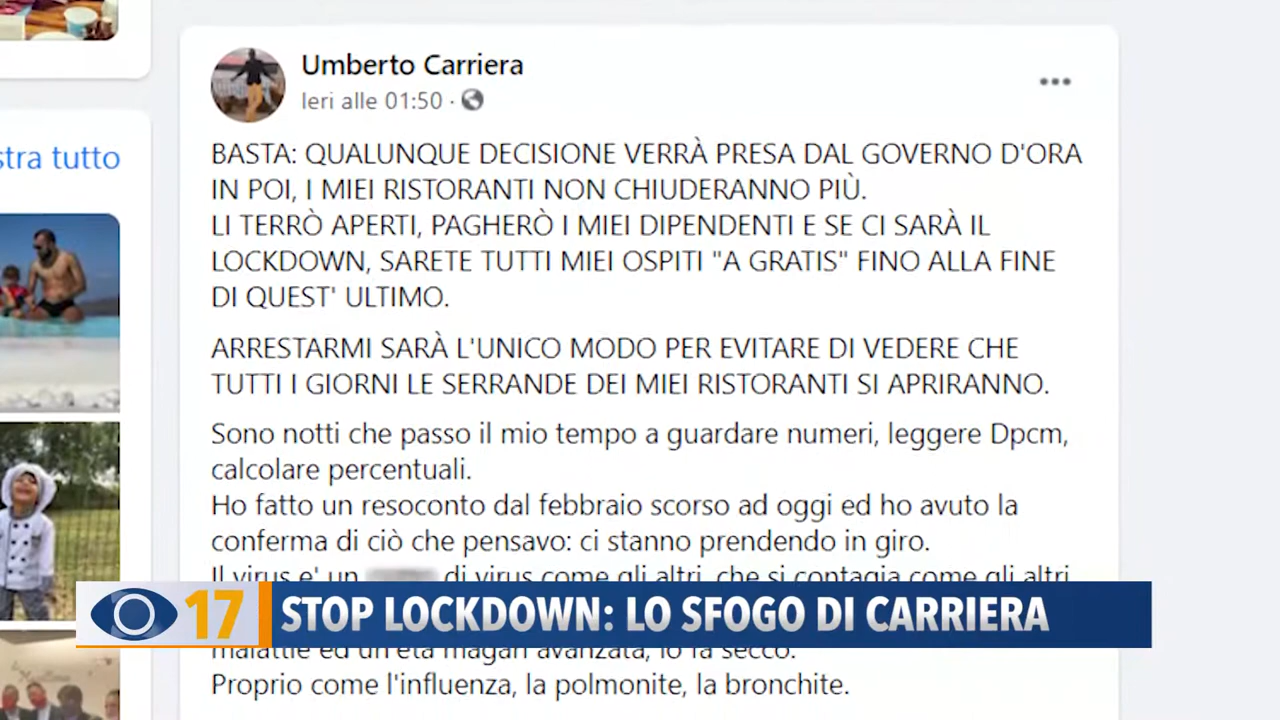 Umberto Carriera
Ieri alle 01:50 ·
stra tutto
BASTA: QUALUNQUE DECISIONE VERRÀ PRESA DAL GOVERNO D'ORA
IN POI, I MIEI RISTORANTI NON CHIUDERANNO PIÙ.
LI TERRÒ APERTI, PAGHERÒ I MIEI DIPENDENTI E SE CI SARÀ IL
LOCKDOWN, SARETE TUTTI MIEI OSPITI "A GRATIS" FINO ALLA FINE
DI QUEST' ULTIMO.
ARRESTARMI SARÀ L'UNICO MODO PER EVITARE DI VEDERE CHE
TUTTI I GIORNI LE SERRANDE DEI MIEI RISTORANTI SI APRIRANNO.
Sono notti che passo il mio tempo a guardare numeri, leggere Dpcm,
calcolare percentuali.
Ho fatto un resoconto dal febbraio scorso ad oggi ed ho avuto la
conferma di ciò che pensavo: ci stanno prendendo in giro.
Il virus e' un di virus come gli altri, che si contagia come gli altri
17 STOP LOCKDOWN: LO SFOGO DI CARRIERA
malattie ed un'età magari avanzata, lo fa secco.
Proprio come l'influenza, la polmonite, la bronchite.